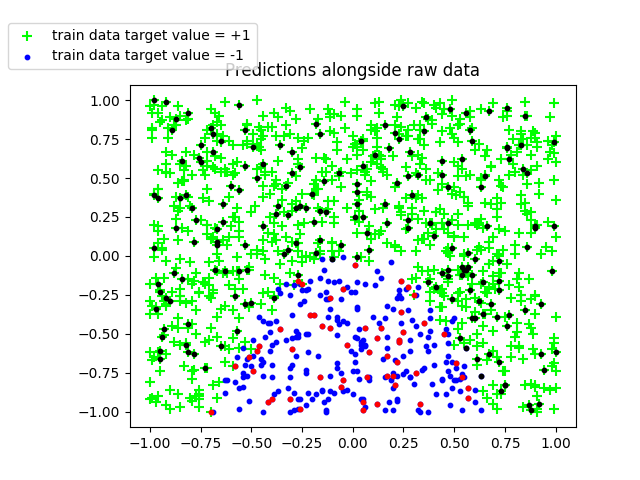 train data target value = +1
train data target value = -1
Predictions alongside raw data
1.00
0.75
0.50
0.25
0.00
−0.25
−0.50
−0.75
−1.00
−1.00 −0.75 −0.50 −0.25 0.00 0.25 0.50 0.75 1.00